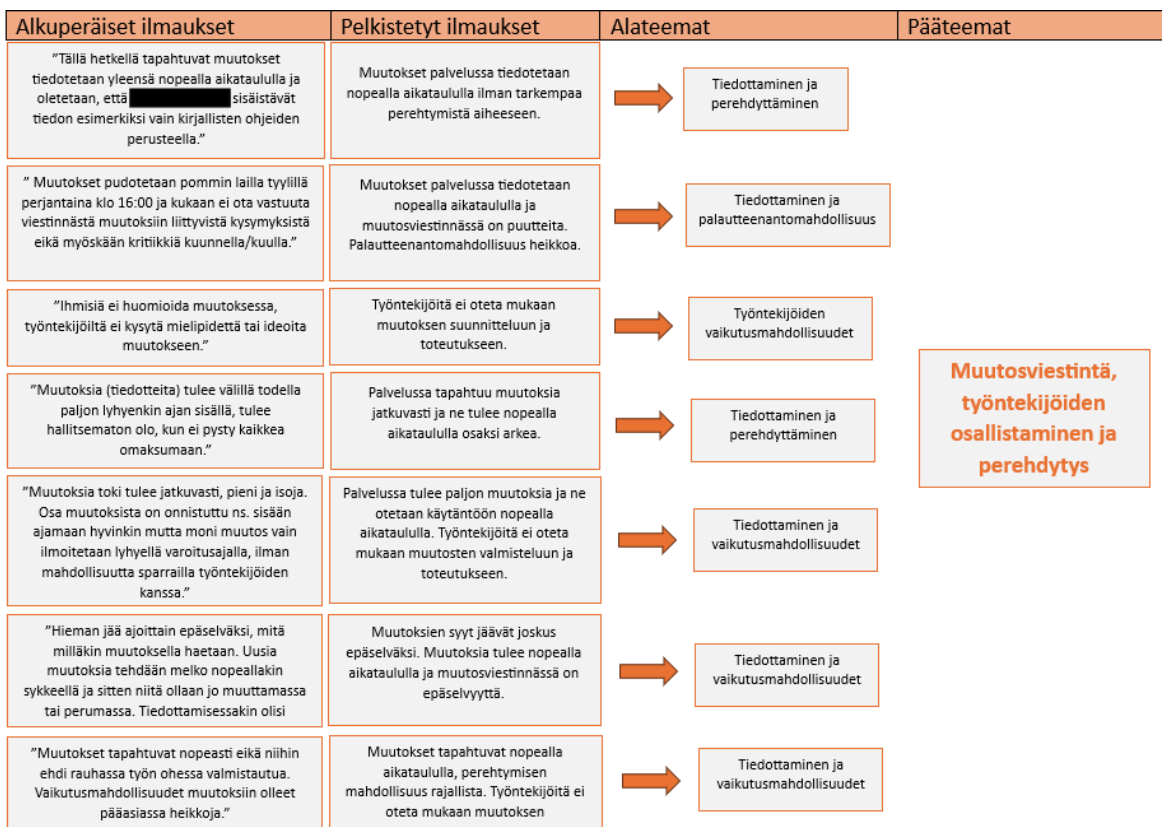 Alkuperäiset ilmaukset
Pelkistetyt ilmaukset
Alateemat
Pääteemat
”Tällä hetkellä tapahtuvat muutokset
tiedotetaan yleensä nopealla aikataululla ja
oletetaan, että sisäistävät
tiedon esimerkiksi vain kirjallisten ohjeiden
perusteella.”
Muutokset palvelussa tiedotetaan
nopealla aikataululla ilman tarkempaa
perehtymistä aiheeseen.
Tiedottaminen ja
perehdyttäminen
” Muutokset pudotetaan pommin lailla tyylillä
perjantaina klo 16:00 ja kukaan ei ota vastuuta
viestinnästä muutoksiin liittyvistä kysymyksistä
eikä myöskään kritiikkiä kuunnella/kuulla.”
Muutokset palvelussa tiedotetaan
nopealla aikataululla ja
muutosviestinnässä on puutteita.
Palautteenantomahdollisuus heikkoa.
Tiedottaminen ja
palautteenantomahdollisuus
”Ihmisiä ei huomioida muutoksessa,
työntekijöiltä ei kysytä mielipidettä tai ideoita
muutokseen.”
Työntekijöitä ei oteta mukaan
muutoksen suunnitteluun ja
toteutukseen.
Työntekijöiden
vaikutusmahdollisuudet
”Muutoksia (tiedotteita) tulee välillä todella
paljon lyhyenkin ajan sisällä, tulee
hallitsematon olo, kun ei pysty kaikkea
omaksumaan.”
Palvelussa tapahtuu muutoksia
jatkuvasti ja ne tulee nopealla
aikataululla osaksi arkea.
Tiedottaminen ja
perehdyttäminen
Muutosviestintä,
työntekijöiden
osallistaminen ja
perehdytys
”Muutoksia toki tulee jatkuvasti, pieni ja isoja.
Osa muutoksista on onnistuttu ns. sisään
ajamaan hyvinkin mutta moni muutos vain
ilmoitetaan lyhyellä varoitusajalla, ilman
mahdollisuutta sparrailla työntekijöiden
kanssa.”
Palvelussa tulee paljon muutoksia ja ne
otetaan käytäntöön nopealla
aikataululla. Työntekijöitä ei oteta
mukaan muutosten valmisteluun ja
toteutukseen.
Tiedottaminen ja
vaikutusmahdollisuudet
”Hieman jää ajoittain epäselväksi, mitä
milläkin muutoksella haetaan. Uusia
muutoksia tehdään melko nopeallakin
sykkeellä ja sitten niitä ollaan jo muuttamassa
tai perumassa. Tiedottamisessakin olisi
Muutoksien syyt jäävät joskus
epäselväksi. Muutoksia tulee nopealla
aikataululla ja muutosviestinnässä on
epäselvyyttä.
Tiedottaminen ja
vaikutusmahdollisuudet
”Muutokset tapahtuvat nopeasti eikä niihin
ehdi rauhassa työn ohessa valmistautua.
Vaikutusmahdollisuudet muutoksiin olleet
pääasiassa heikkoja.”
Muutokset tapahtuvat nopealla
aikataululla, perehtymisen
mahdollisuus rajallista. Työntekijöitä ei
oteta mukaan muutoksen
Tiedottaminen ja
vaikutusmahdollisuudet